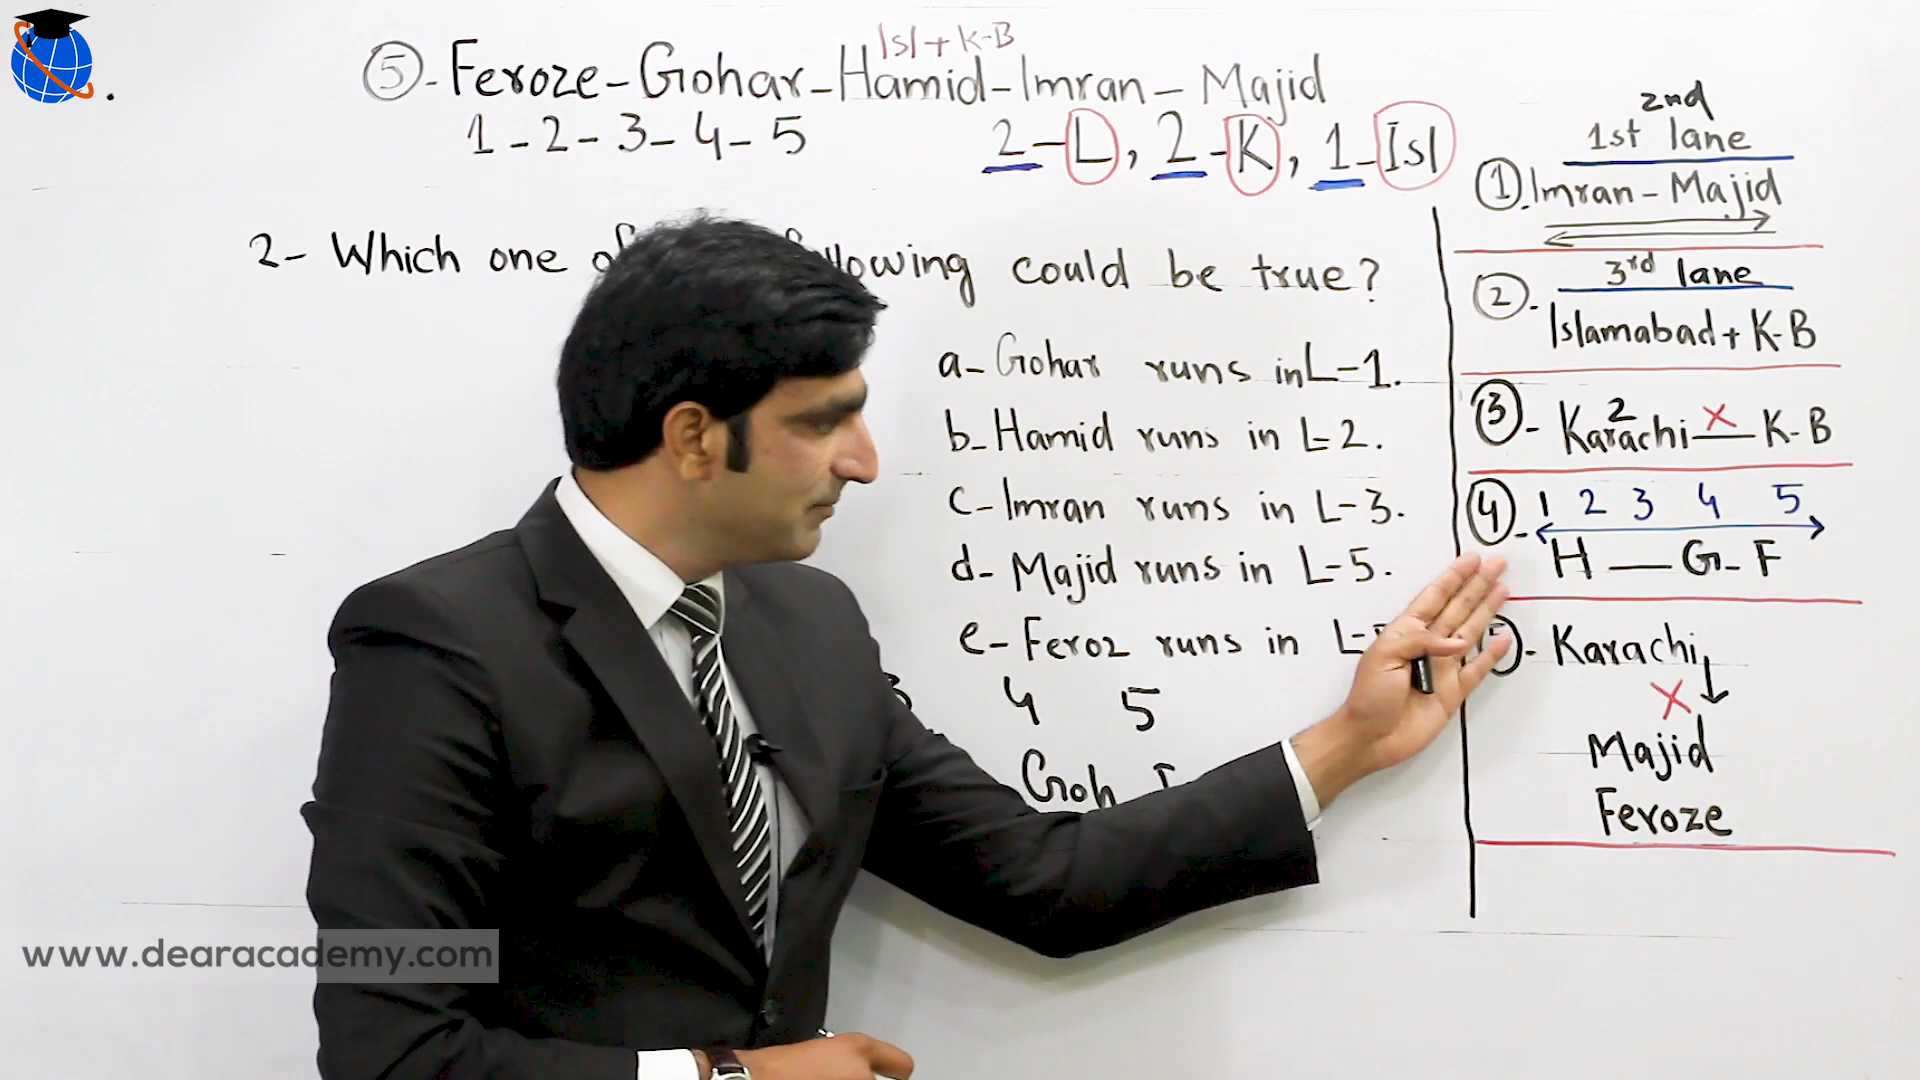 Isl + K-B
⑤- Feroze - Gohar - Hamid - Imran - Majid
1 - 2 - 3 - 4 - 5
2-L, 2-K, 1-Isl
2- Which one could be true?
a- Gohar runs in L-1.
b- Hamid runs in L-2.
c- Imran runs in L-3.
d- Majid runs in L-5.
e- Feroz runs in L-
4 5
Goh
2nd
1st lane
①. Imran - Majid
3rd lane
②- Islamabad + K-B
2
③- Karachi X K-B
④- 1 2 3 4 5
H — G - F
- Karachi
X
Majid
Feroze
www.dearacademy.com